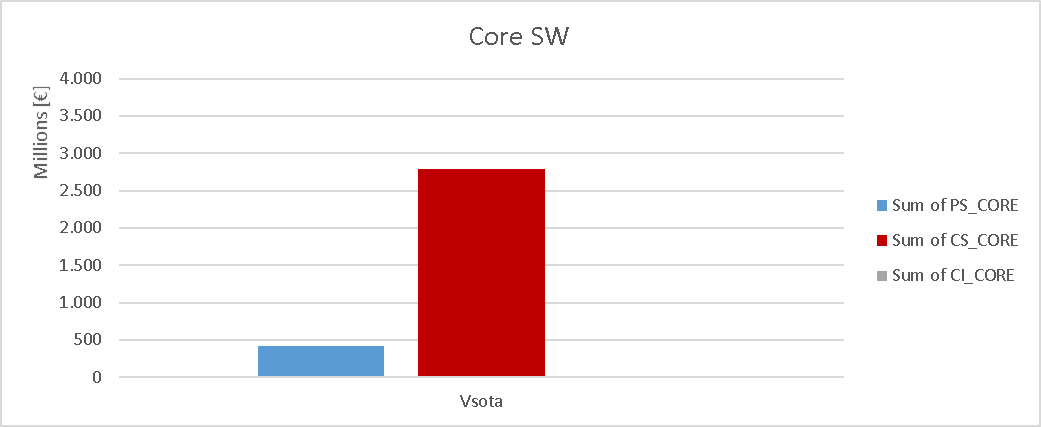 Core SW
Millions [€]
4.000
3.500
3.000
2.500
2.000
1.500
1.000
500
0
Vsota
Sum of PS_CORE
Sum of CS_CORE
Sum of CI_CORE